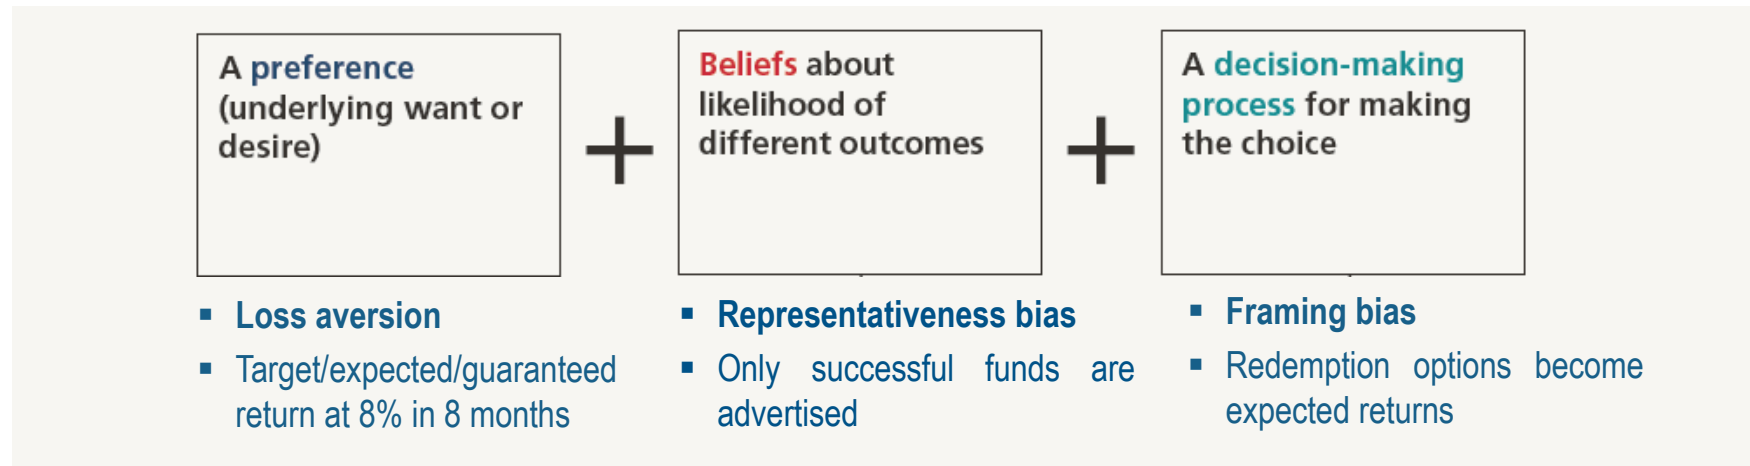 A preference
(underlying want or
desire)
+
Beliefs about
likelihood of
different outcomes
+
A decision-making
process for making
the choice
▪ Loss aversion
▪ Target/expected/guaranteed
return at 8% in 8 months
▪ Representativeness bias
▪ Only successful funds are
advertised
▪ Framing bias
▪ Redemption options become
expected returns